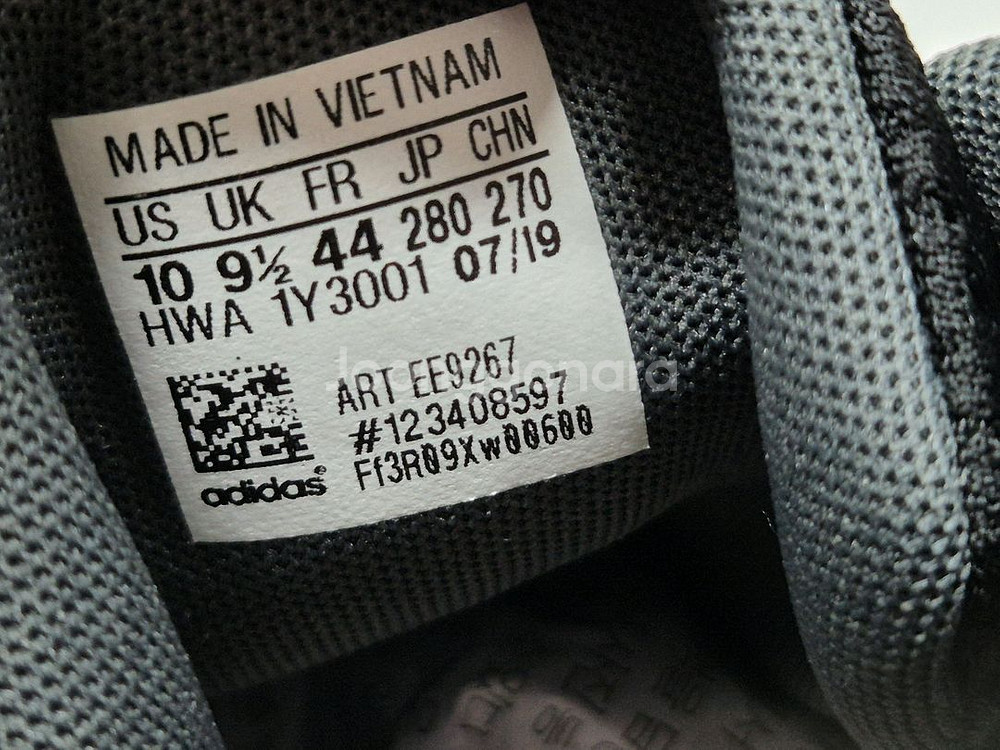 MADE IN VIETNAM
US UK FR JP CHN
10 9½ 44 280 270
HWA 1Y3001 07/19
ART EE9267
#123408597
Ff3R09Xw00600
adidas®